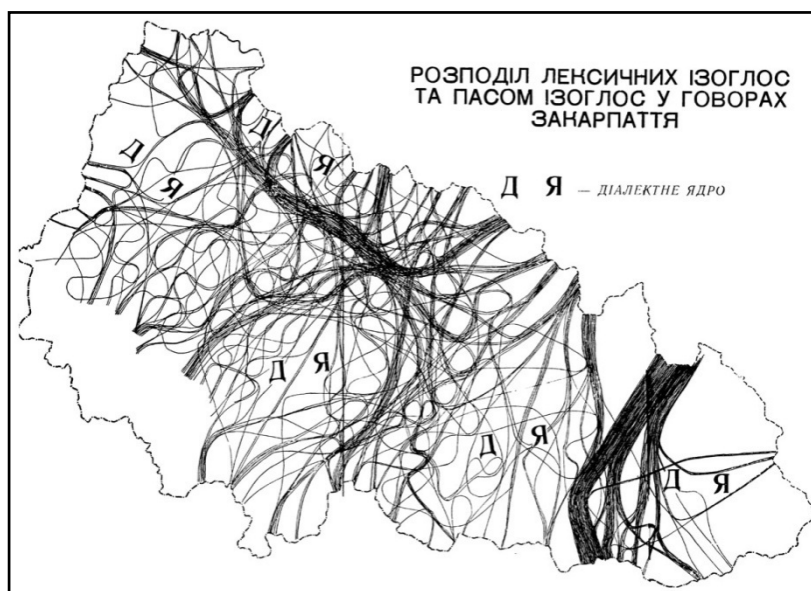 РОЗПОДІЛ ЛЕКСИЧНИХ ІЗОГЛОС
ТА ПАСОМ ІЗОГЛОС У ГОВОРАХ
ЗАКАРПАТТЯ
Д Я — ДІАЛЕКТНЕ ЯДРО
Д Я
Д Я
Д Я
Д Я
Д Я